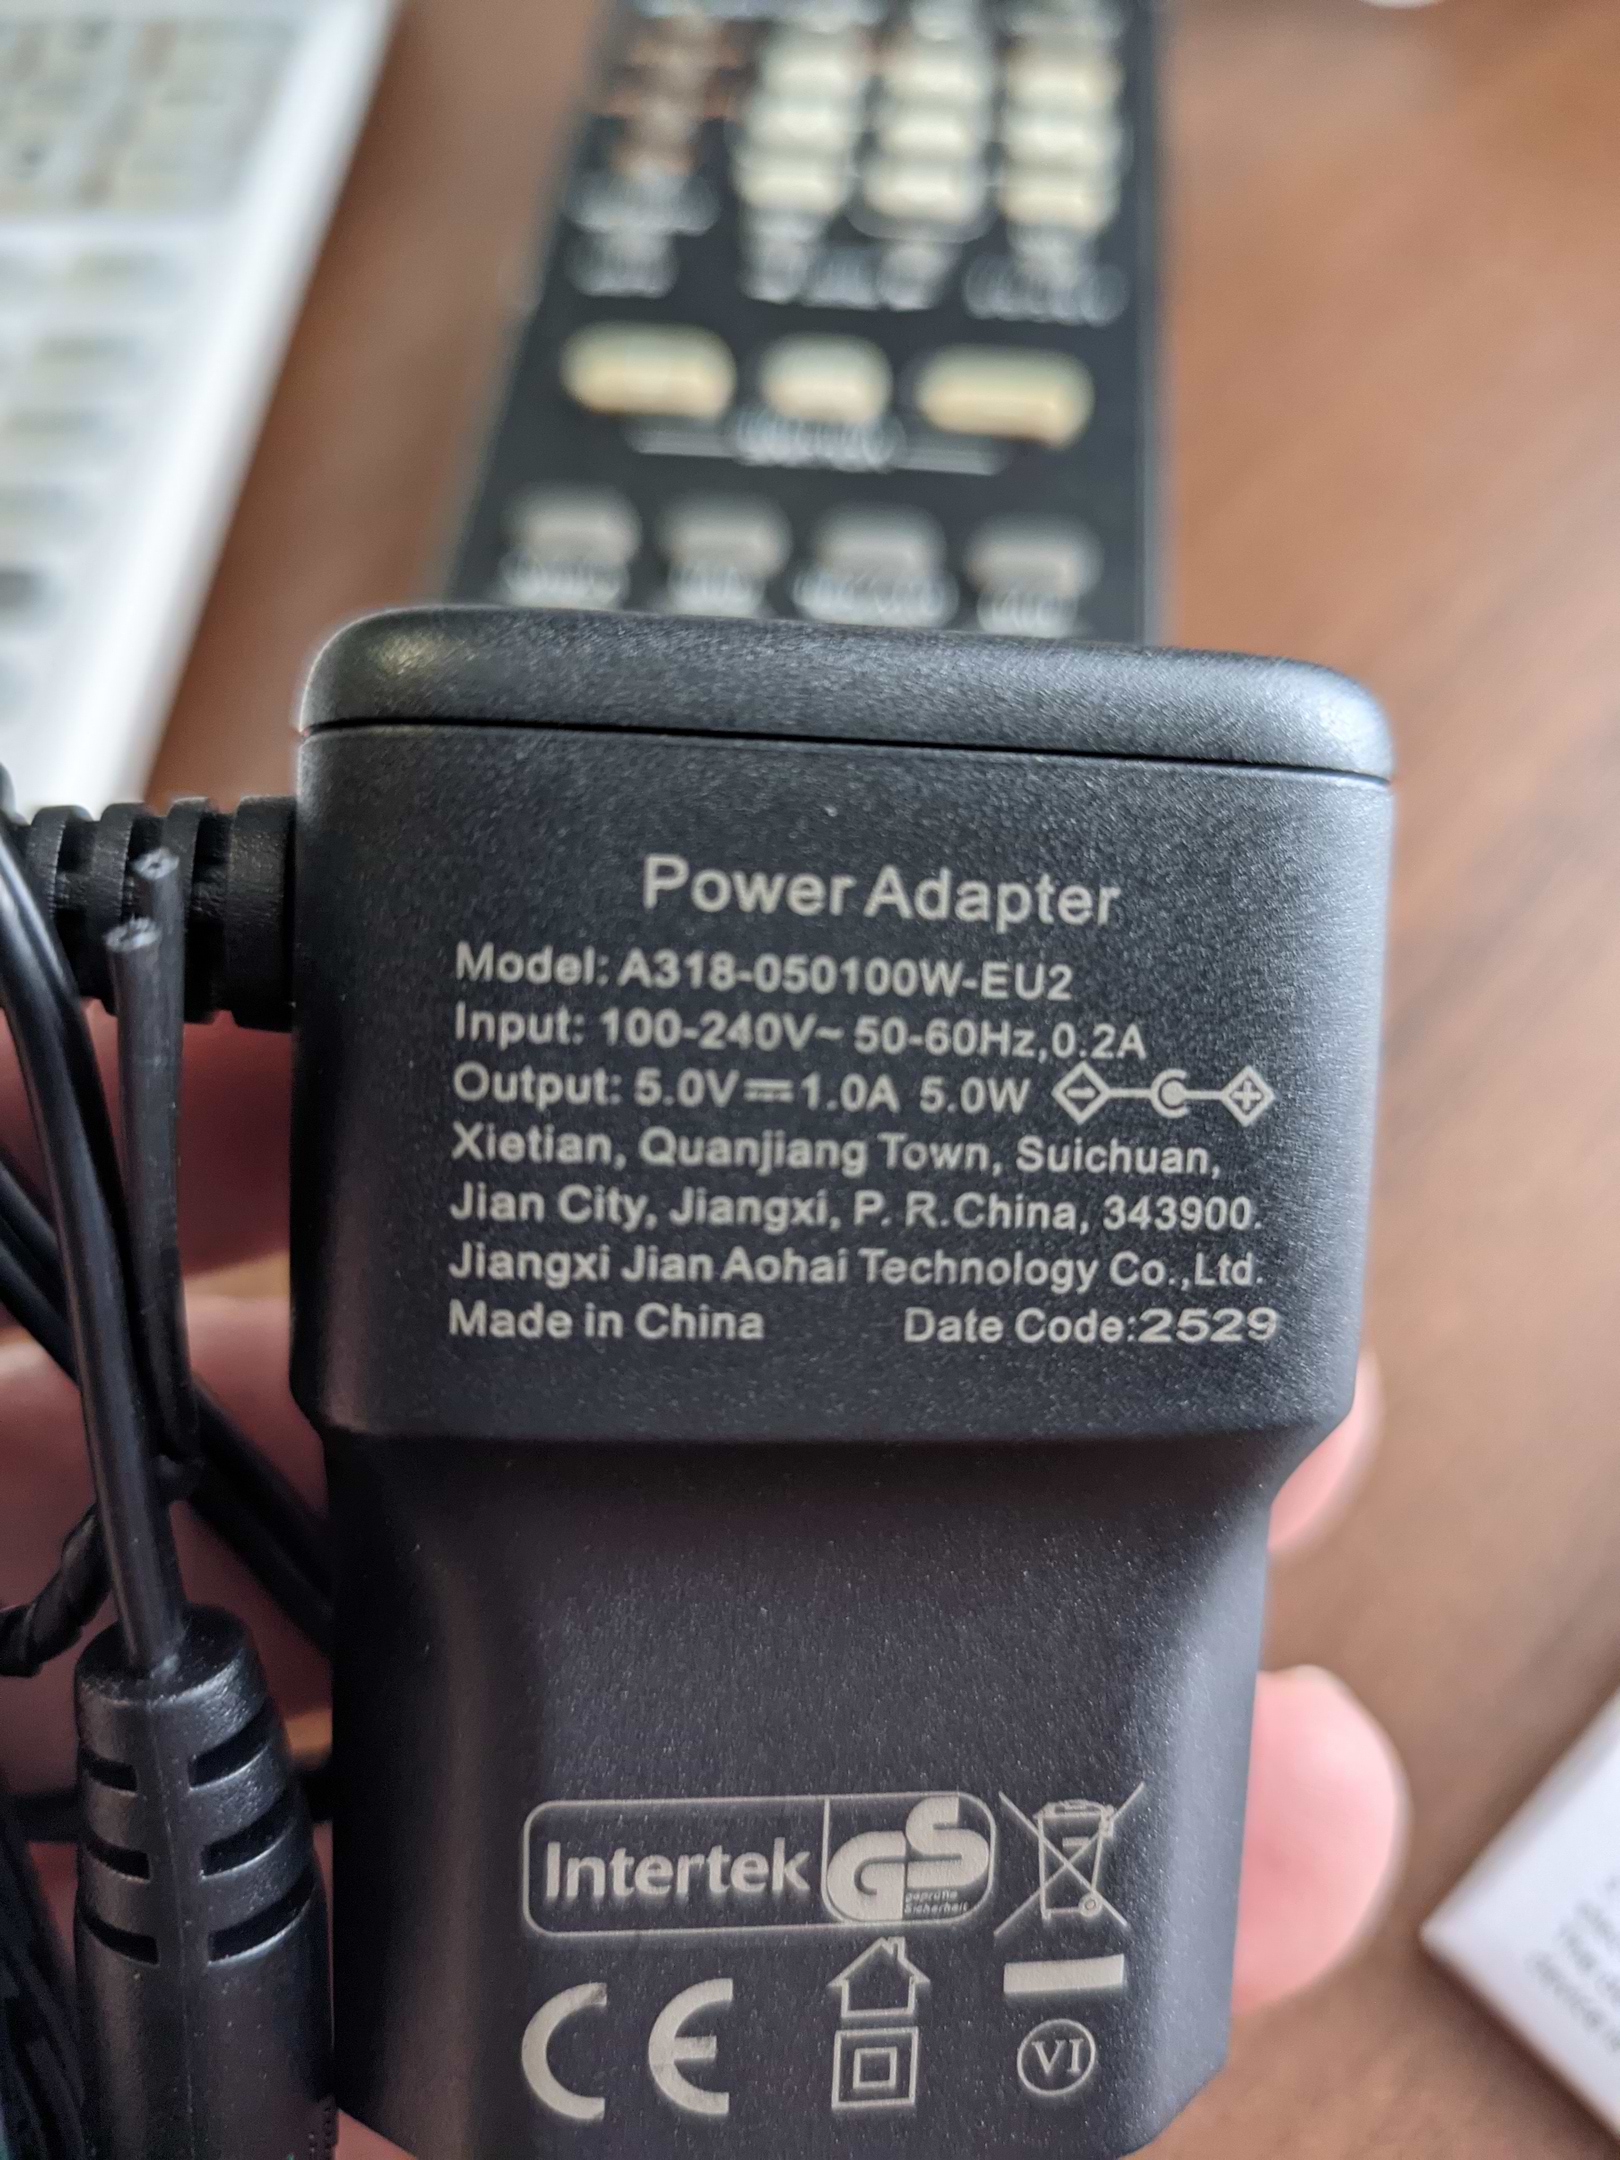 Power Adapter
Model: A318-050100W-EU2
Input: 100-240V~ 50-60Hz,0.2A
Output: 5.0V⎓1.0A 5.0W
Xietian, Quanjiang Town, Suichuan,
Jian City, Jiangxi, P. R.China, 343900.
Jiangxi Jian Aohai Technology Co.,Ltd.
Made in China Date Code:2529
Intertek GS
geprüfte
Sicherheit
CE
VI